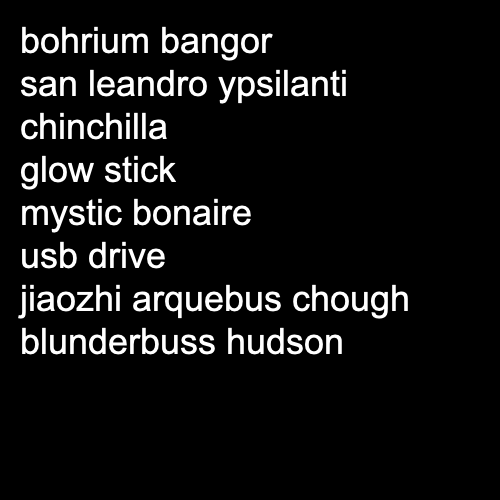 bohrium bangor
san leandro ypsilanti
chinchilla
glow stick
mystic bonaire
usb drive
jiaozhi arquebus chough
blunderbuss hudson